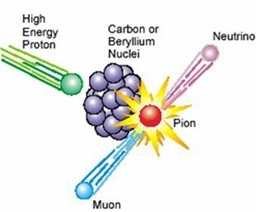 High
Energy
Proton
Carbon or
Beryllium
Nuclei
Neutrino
Pion
Muon